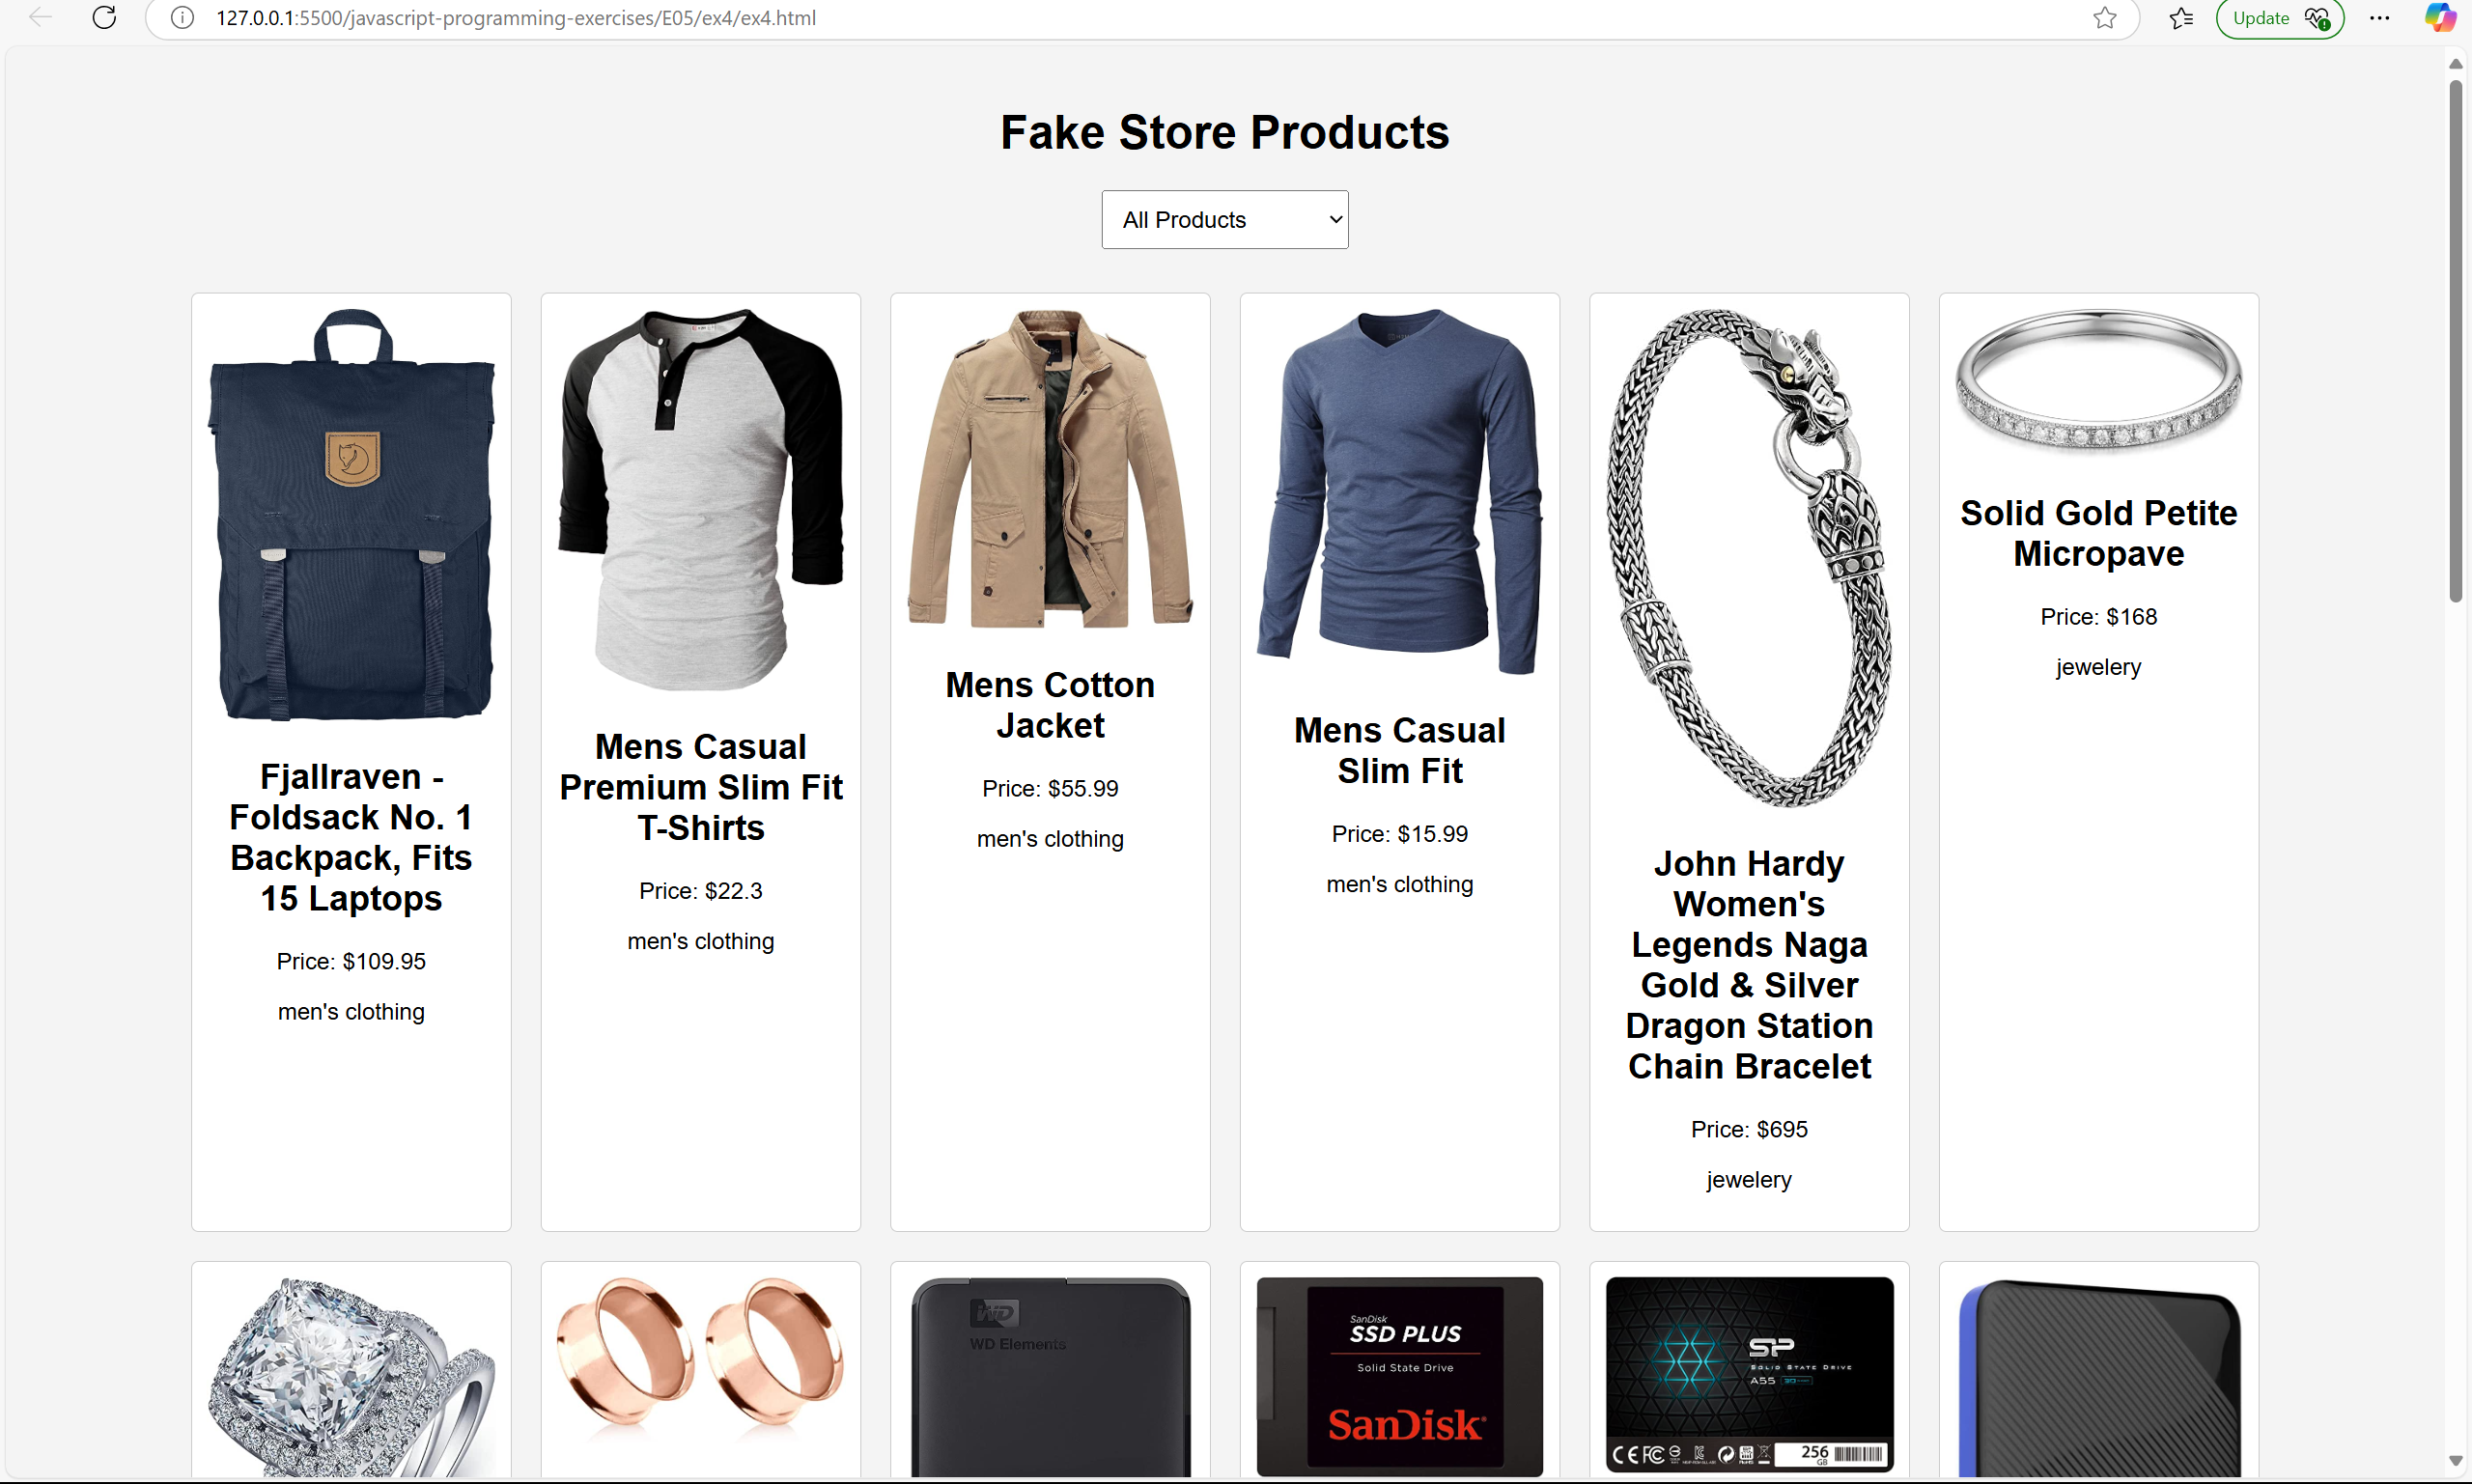 127.0.0.1:5500/javascript-programming-exercises/E05/ex4/ex4.html
Update
Fake Store Products
All Products
Fjallraven -
Foldsack No. 1
Backpack, Fits
15 Laptops
Price: $109.95
men's clothing
Mens Casual
Premium Slim Fit
T-Shirts
Price: $22.3
men's clothing
Mens Cotton
Jacket
Price: $55.99
men's clothing
Mens Casual
Slim Fit
Price: $15.99
men's clothing
John Hardy
Women's
Legends Naga
Gold & Silver
Dragon Station
Chain Bracelet
Price: $695
jewelery
Solid Gold Petite
Micropave
Price: $168
jewelery
WD
WD Elements
SanDisk
SSD PLUS
Solid State Drive
SanDisk
SP
SOLID STATE DRIVE
A55
CE FC
256
GB